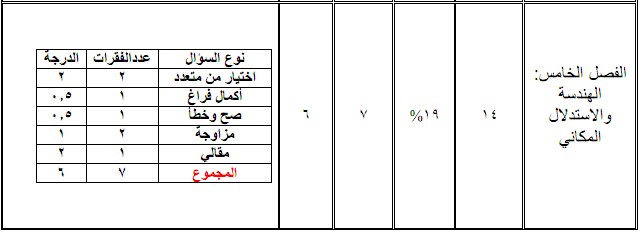 الفصل الخامس:
الهندسة
والاستدلال
المكاني
١٤
١٩%
٧
٦
نوع السؤال عددالفقرات الدرجة
اختيار من متعدد ٢ ٢
أكمال فراغ ١ ٠,٥
صح وخطأ ١ ٠,٥
مزاوجة ٢ ١
مقالي ١ ٢
المجموع ٧ ٦